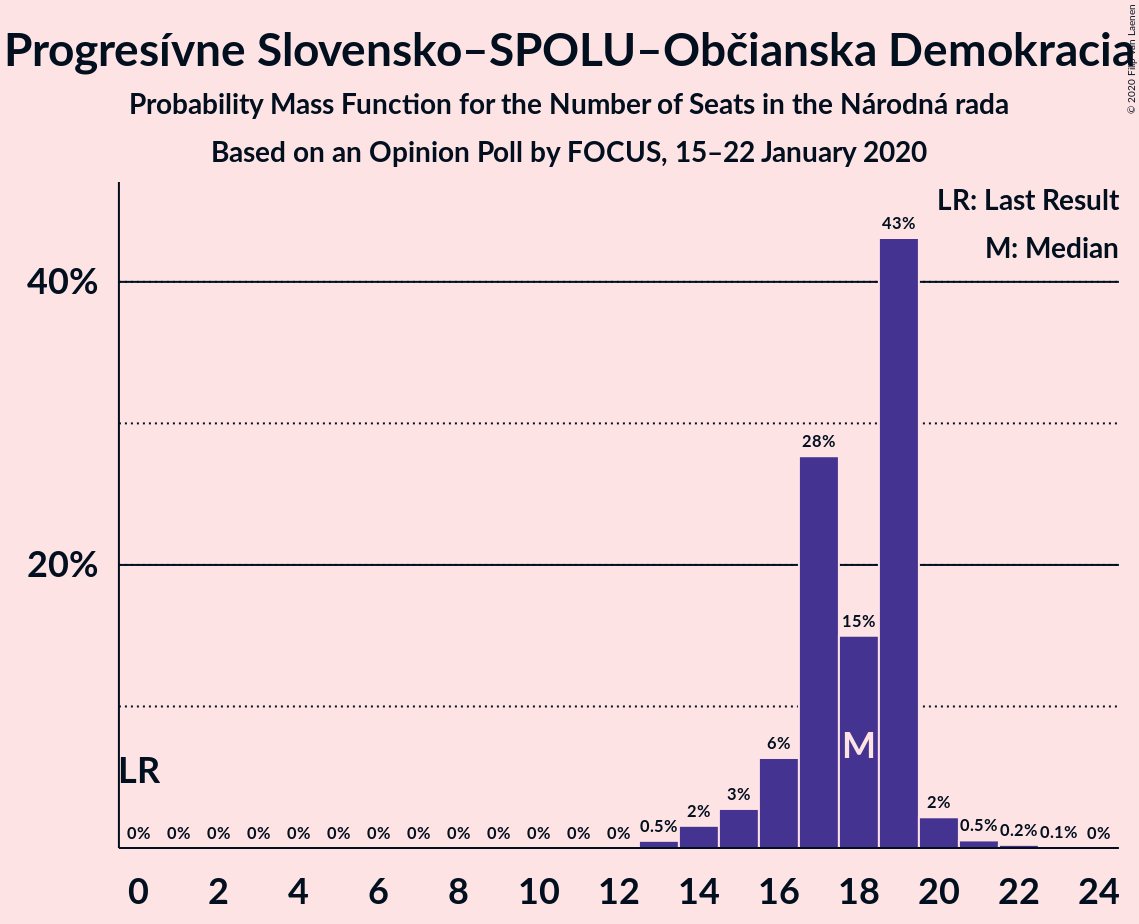 Progresívne Slovensko–SPOLU–Občianska Demokracia
© 2020 Filip van Laenen
Probability Mass Function for the Number of Seats in the Národná rada
Based on an Opinion Poll by FOCUS, 15–22 January 2020
LR: Last Result
M: Median
43%
40%
28%
20%
15%
6%
M
LR
3%
2%
2%
0% 0% 0% 0% 0% 0% 0% 0% 0% 0% 0% 0% 0% 0.5% 0.5% 0.2% 0.1% 0%
0 2 4 6 8 10 12 14 16 18 20 22 24